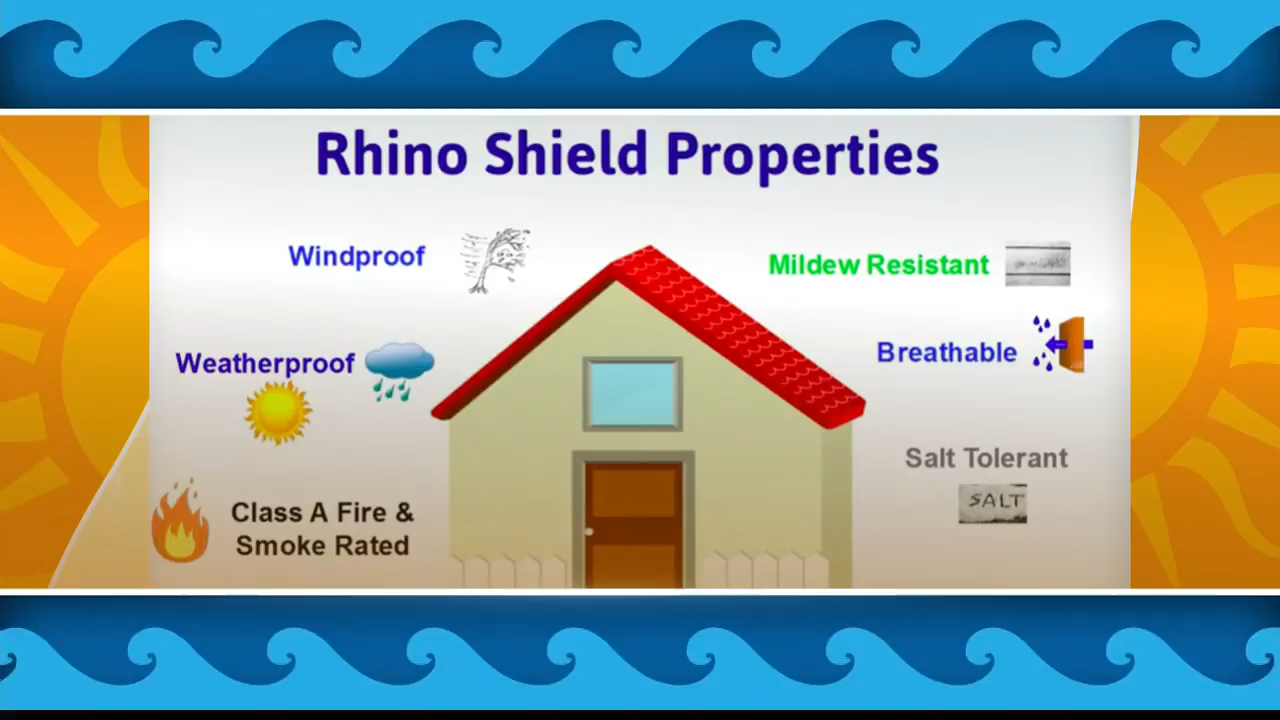 Rhino Shield Properties
Windproof
Mildew Resistant
Weatherproof
Breathable
Salt Tolerant
SALT
Class A Fire &
Smoke Rated